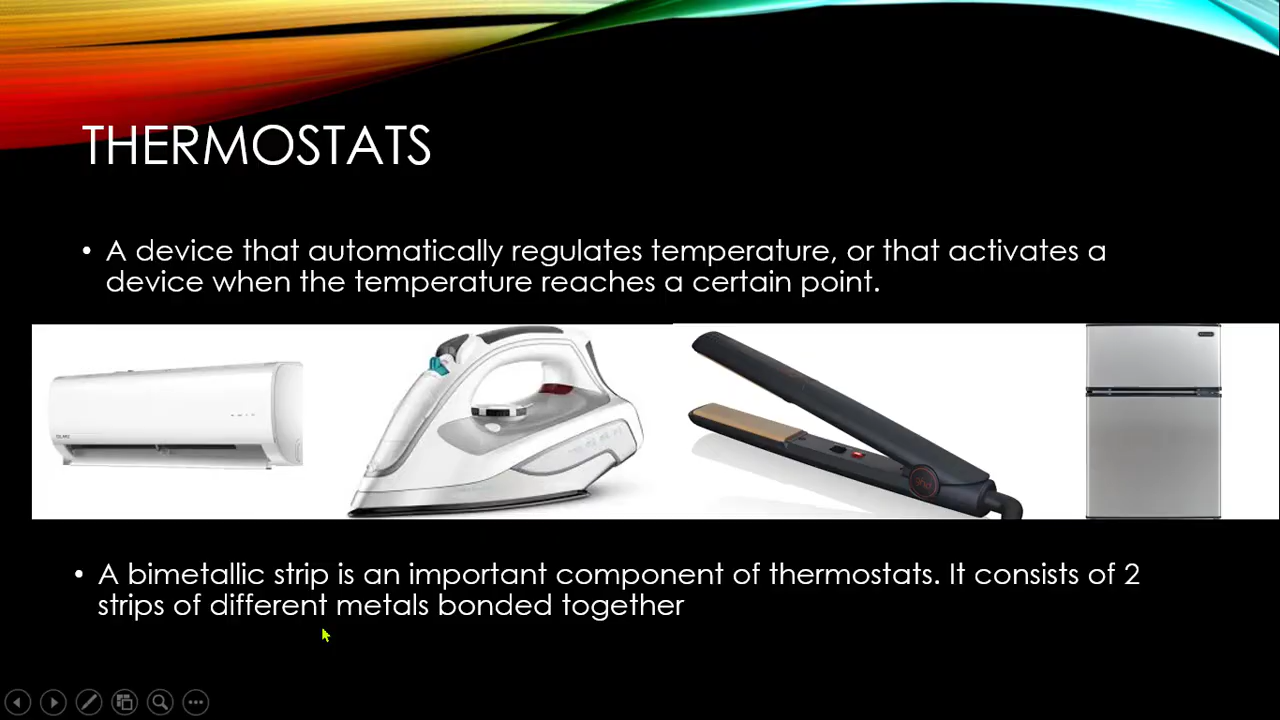 THERMOSTATS
• A device that automatically regulates temperature, or that activates a
device when the temperature reaches a certain point.
ghd
• A bimetallic strip is an important component of thermostats. It consists of 2
strips of different metals bonded together